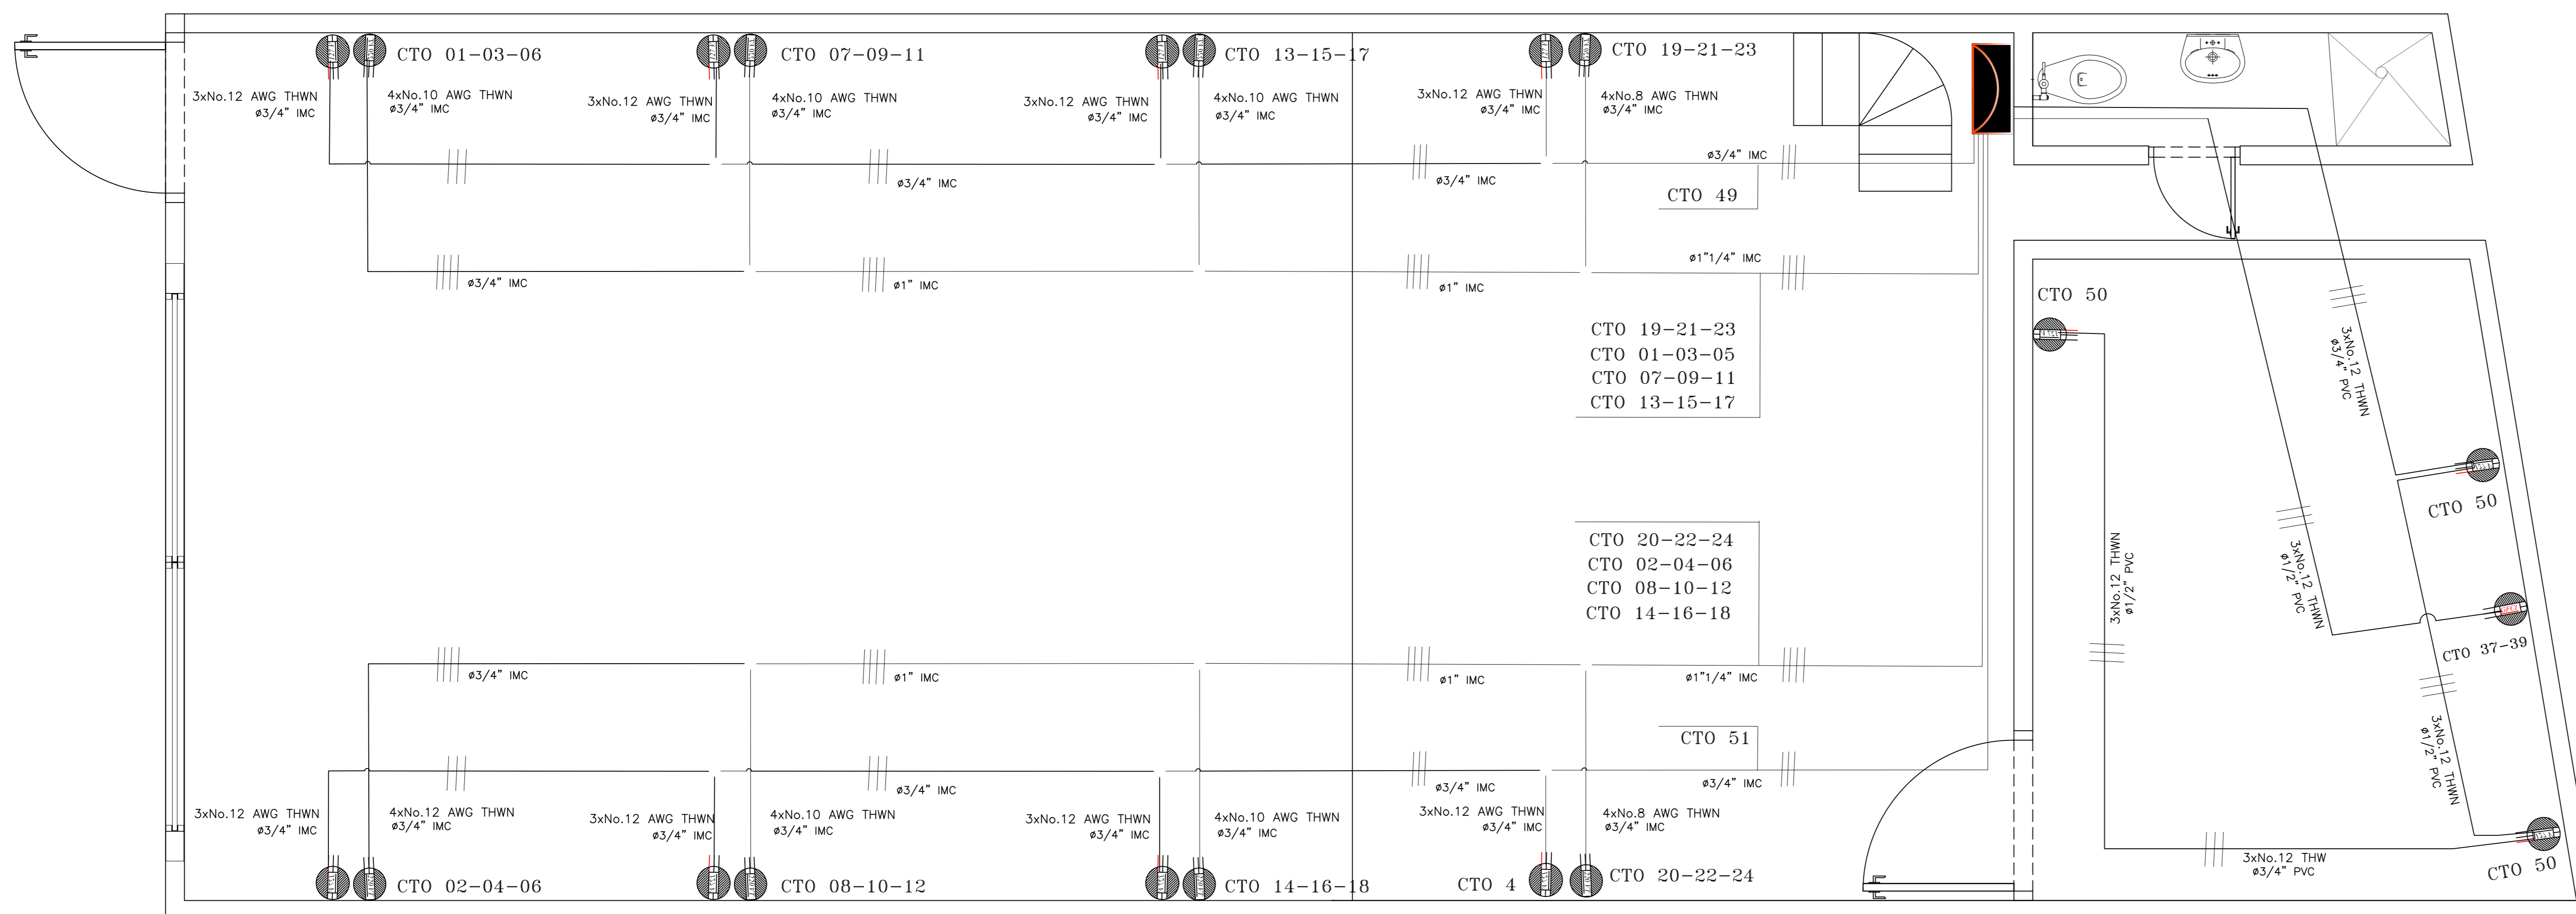 CTO 01-03-06
CTO 07-09-11
CTO 13-15-17
CTO 19-21-23
3xNo.12 AWG THWN
ø3/4" IMC
4xNo.10 AWG THWN
ø3/4" IMC
3xNo.12 AWG THWN
ø3/4" IMC
4xNo.10 AWG THWN
ø3/4" IMC
3xNo.12 AWG THWN
ø3/4" IMC
4xNo.10 AWG THWN
ø3/4" IMC
3xNo.12 AWG THWN
ø3/4" IMC
4xNo.8 AWG THWN
ø3/4" IMC
ø3/4" IMC
ø3/4" IMC
ø3/4" IMC
CTO 49
ø3/4" IMC
ø1" IMC
ø1" IMC
ø1"1/4" IMC
CTO 19-21-23
CTO 01-03-05
CTO 07-09-11
CTO 13-15-17
CTO 20-22-24
CTO 02-04-06
CTO 08-10-12
CTO 14-16-18
ø3/4" IMC
ø1" IMC
ø1" IMC
ø1"1/4" IMC
CTO 51
ø3/4" IMC
ø3/4" IMC
ø3/4" IMC
3xNo.12 AWG THWN
ø3/4" IMC
4xNo.12 AWG THWN
ø3/4" IMC
3xNo.12 AWG THWN
ø3/4" IMC
4xNo.10 AWG THWN
ø3/4" IMC
3xNo.12 AWG THWN
ø3/4" IMC
4xNo.10 AWG THWN
ø3/4" IMC
3xNo.12 AWG THWN
ø3/4" IMC
4xNo.8 AWG THWN
ø3/4" IMC
CTO 02-04-06
CTO 08-10-12
CTO 14-16-18
CTO 4
CTO 20-22-24
CTO 50
3xNo.12 THWN
ø3/4" PVC
CTO 50
3xNo.12 THWN
ø1/2" PVC
3xNo.12 THWN
ø1/2" PVC
CTO 37-39
3xNo.12 THWN
ø1/2" PVC
3xNo.12 THW
ø3/4" PVC
CTO 50